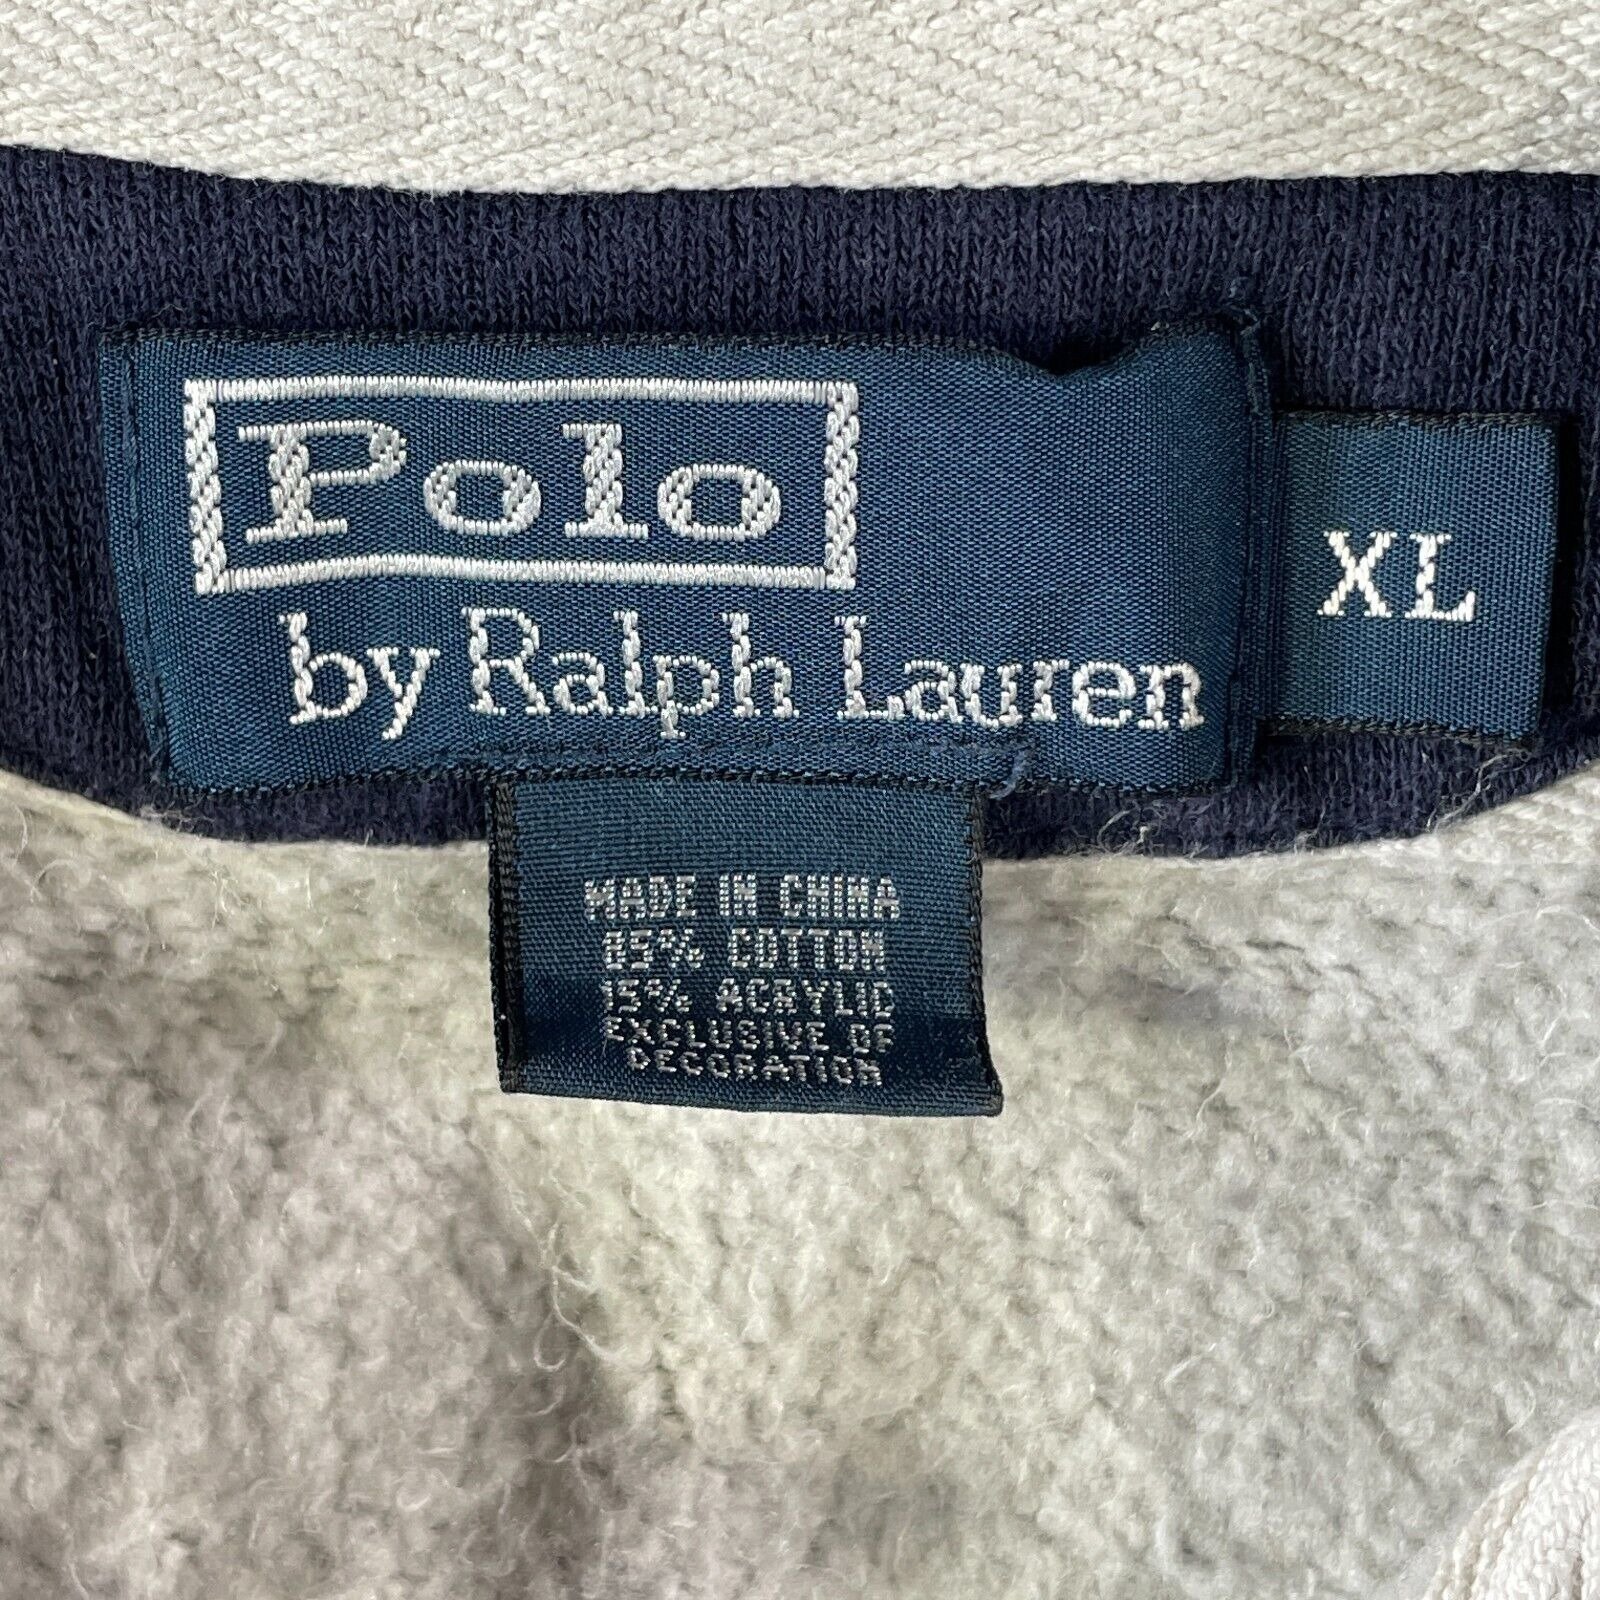 Polo
by Ralph Lauren
XL
MADE IN CHINA
85% COTTON
15% ACRYLIC
EXCLUSIVE OF
DECORATION